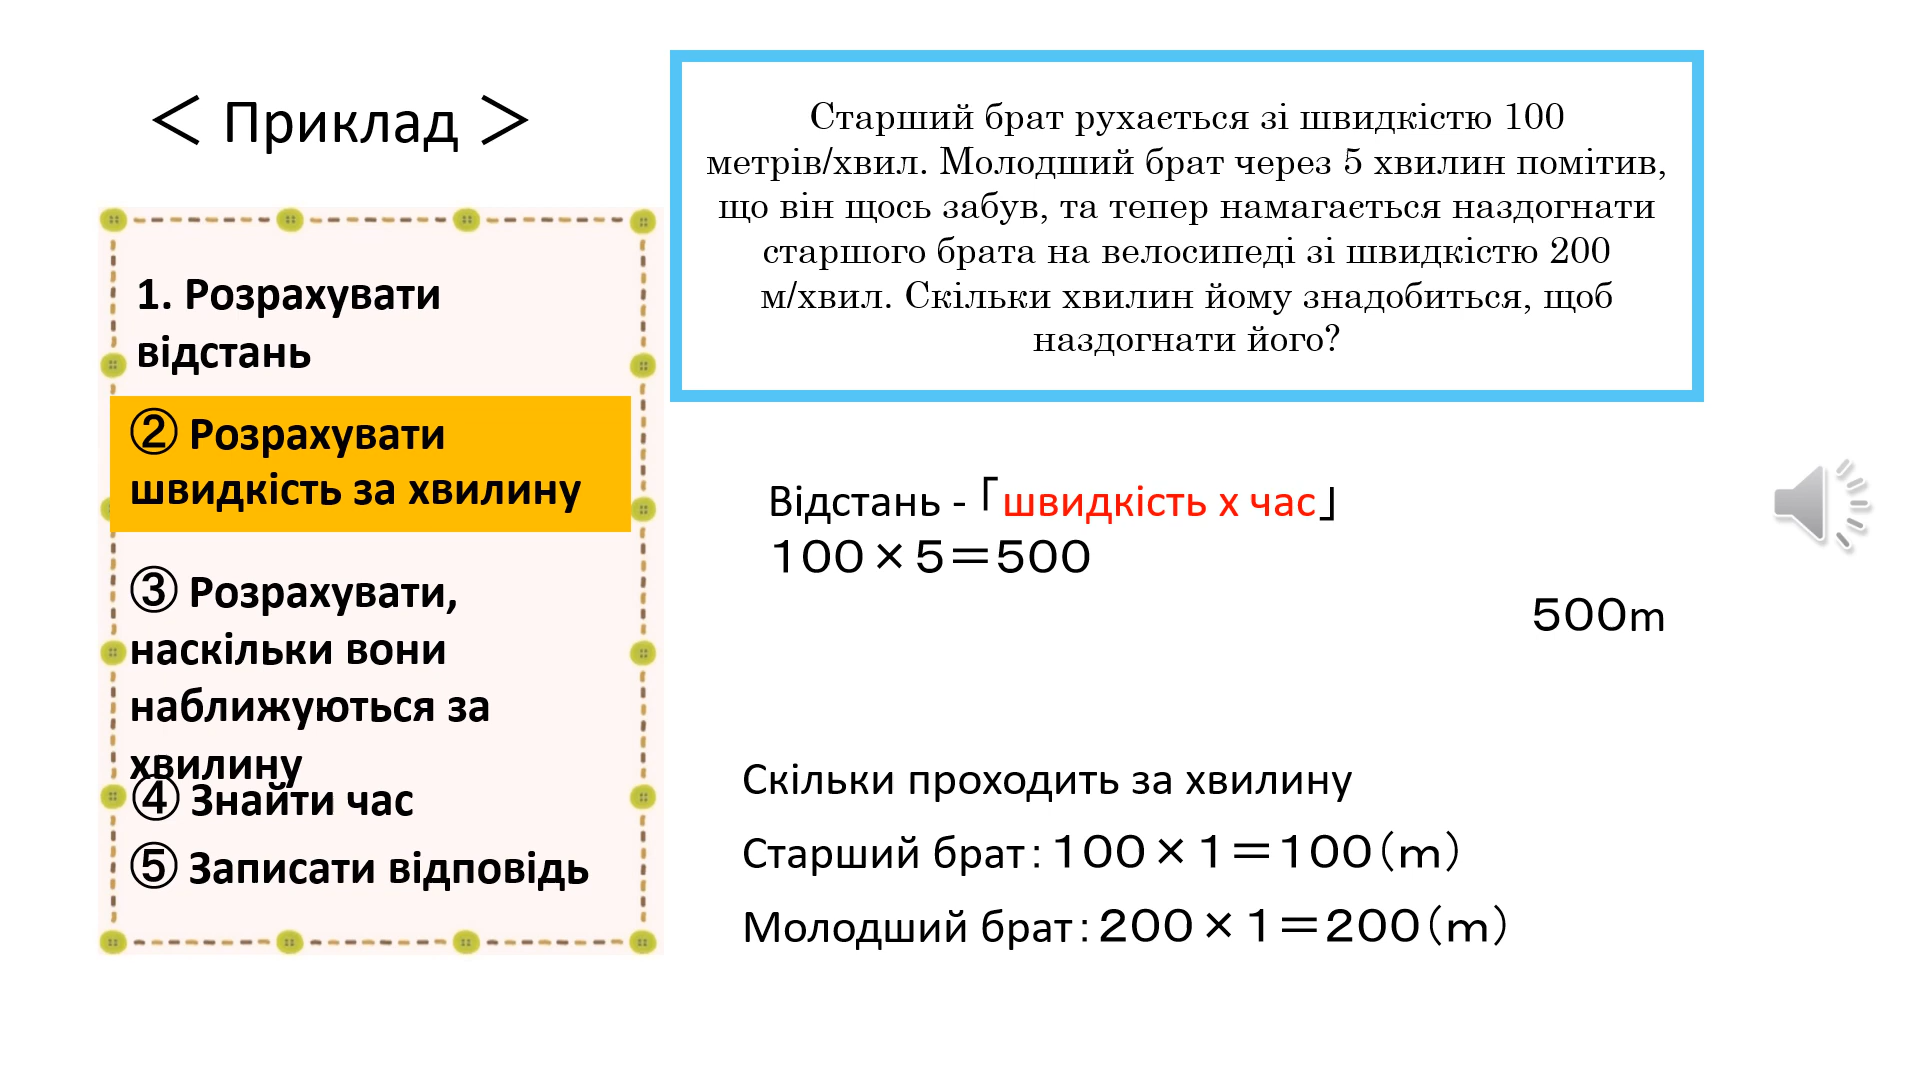 ＜ Приклад ＞
Старший брат рухається зі швидкістю 100
метрів/хвил. Молодший брат через 5 хвилин помітив,
що він щось забув, та тепер намагається наздогнати
старшого брата на велосипеді зі швидкістю 200
м/хвил. Скільки хвилин йому знадобиться, щоб
наздогнати його?
1. Розрахувати
відстань
② Розрахувати
швидкість за хвилину
③ Розрахувати,
наскільки вони
наближуються за
хвилину
④ Знайти час
⑤ Записати відповідь
Відстань -「швидкість х час」
１００×５＝５００
５００m
Скільки проходить за хвилину
Старший брат：１００×１＝１００（ｍ）
Молодший брат：２００×１＝２００（ｍ）